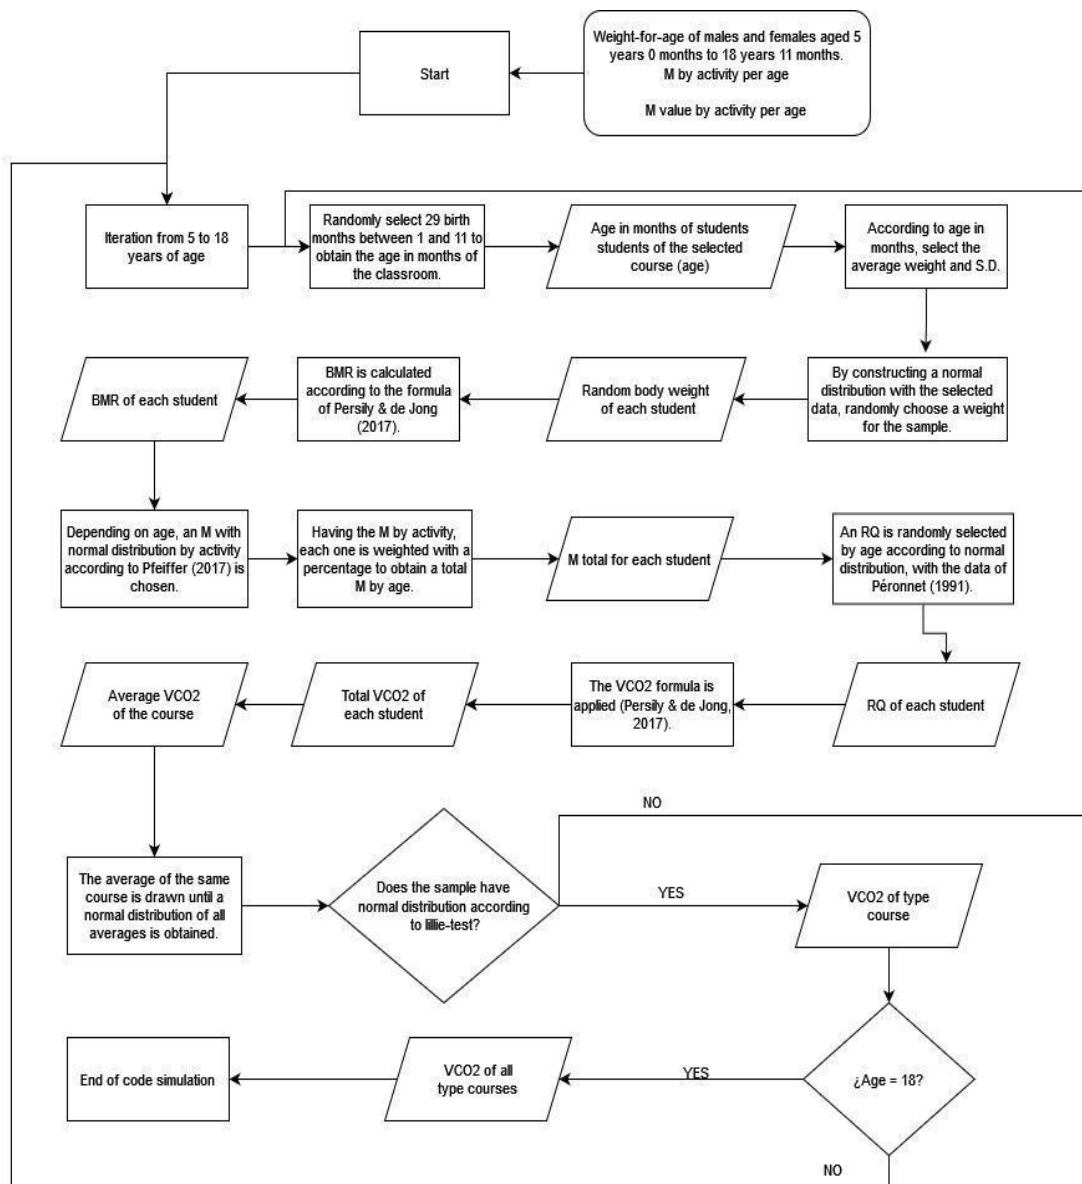 Weight-for-age of males and females aged 5
years 0 months to 18 years 11 months.
M by activity per age
M value by activity per age
Start
Iteration from 5 to 18
years of age
Randomly select 29 birth
months between 1 and 11 to
obtain the age in months of
the classroom.
Age in months of students
students of the selected
course (age)
According to age in
months, select the
average weight and S.D.
BMR of each student
BMR is calculated
according to the formula
of Persily & de Jong
(2017).
Random body weight
of each student
By constructing a normal
distribution with the selected
data, randomly choose a weight
for the sample.
Depending on age, an M with
normal distribution by activity
according to Pfeiffer (2017) is
chosen.
Having the M by activity,
each one is weighted with a
percentage to obtain a total
M by age.
M total for each student
An RQ is randomly selected
by age according to normal
distribution, with the data of
Péronnet (1991).
Average VCO2
of the course
Total VCO2 of
each student
The VCO2 formula is
applied (Persily & de Jong,
2017).
RQ of each student
NO
The average of the same
course is drawn until a
normal distribution of all
averages is obtained.
Does the sample have
normal distribution according
to lillie-test?
YES
VCO2 of type
course
End of code simulation
VCO2 of all
type courses
YES
¿Age = 18?
NO